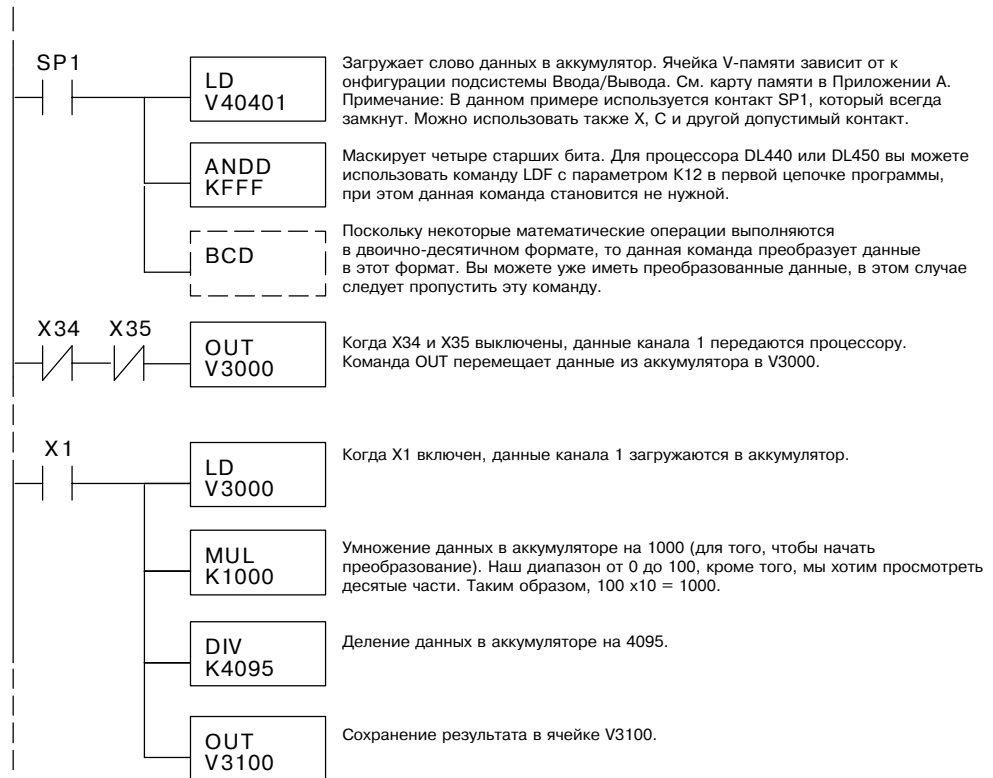 SP1
LD
V40401
Загружает слово данных в аккумулятор. Ячейка V-памяти зависит от к
онфигурации подсистемы Ввода/Вывода. См. карту памяти в Приложении А.
Примечание: В данном примере используется контакт SP1, который всегда
замкнут. Можно использовать также X, C и другой допустимый контакт.
ANDD
KFFF
Маскирует четыре старших бита. Для процессора DL440 или DL450 вы можете
использовать команду LDF с параметром K12 в первой цепочке программы,
при этом данная команда становится не нужной.
BCD
Поскольку некоторые математические операции выполняются
в двоично-десятичном формате, то данная команда преобразует данные
в этот формат. Вы можете уже иметь преобразованные данные, в этом случае
следует пропустить эту команду.
X34 X35
OUT
V3000
Когда X34 и X35 выключены, данные канала 1 передаются процессору.
Команда OUT перемещает данные из аккумулятора в V3000.
X1
LD
V3000
Когда X1 включен, данные канала 1 загружаются в аккумулятор.
MUL
K1000
Умножение данных в аккумуляторе на 1000 (для того, чтобы начать
преобразование). Наш диапазон от 0 до 100, кроме того, мы хотим просмотреть
десятые части. Таким образом, 100 x10 = 1000.
DIV
K4095
Деление данных в аккумуляторе на 4095.
OUT
V3100
Сохранение результата в ячейке V3100.